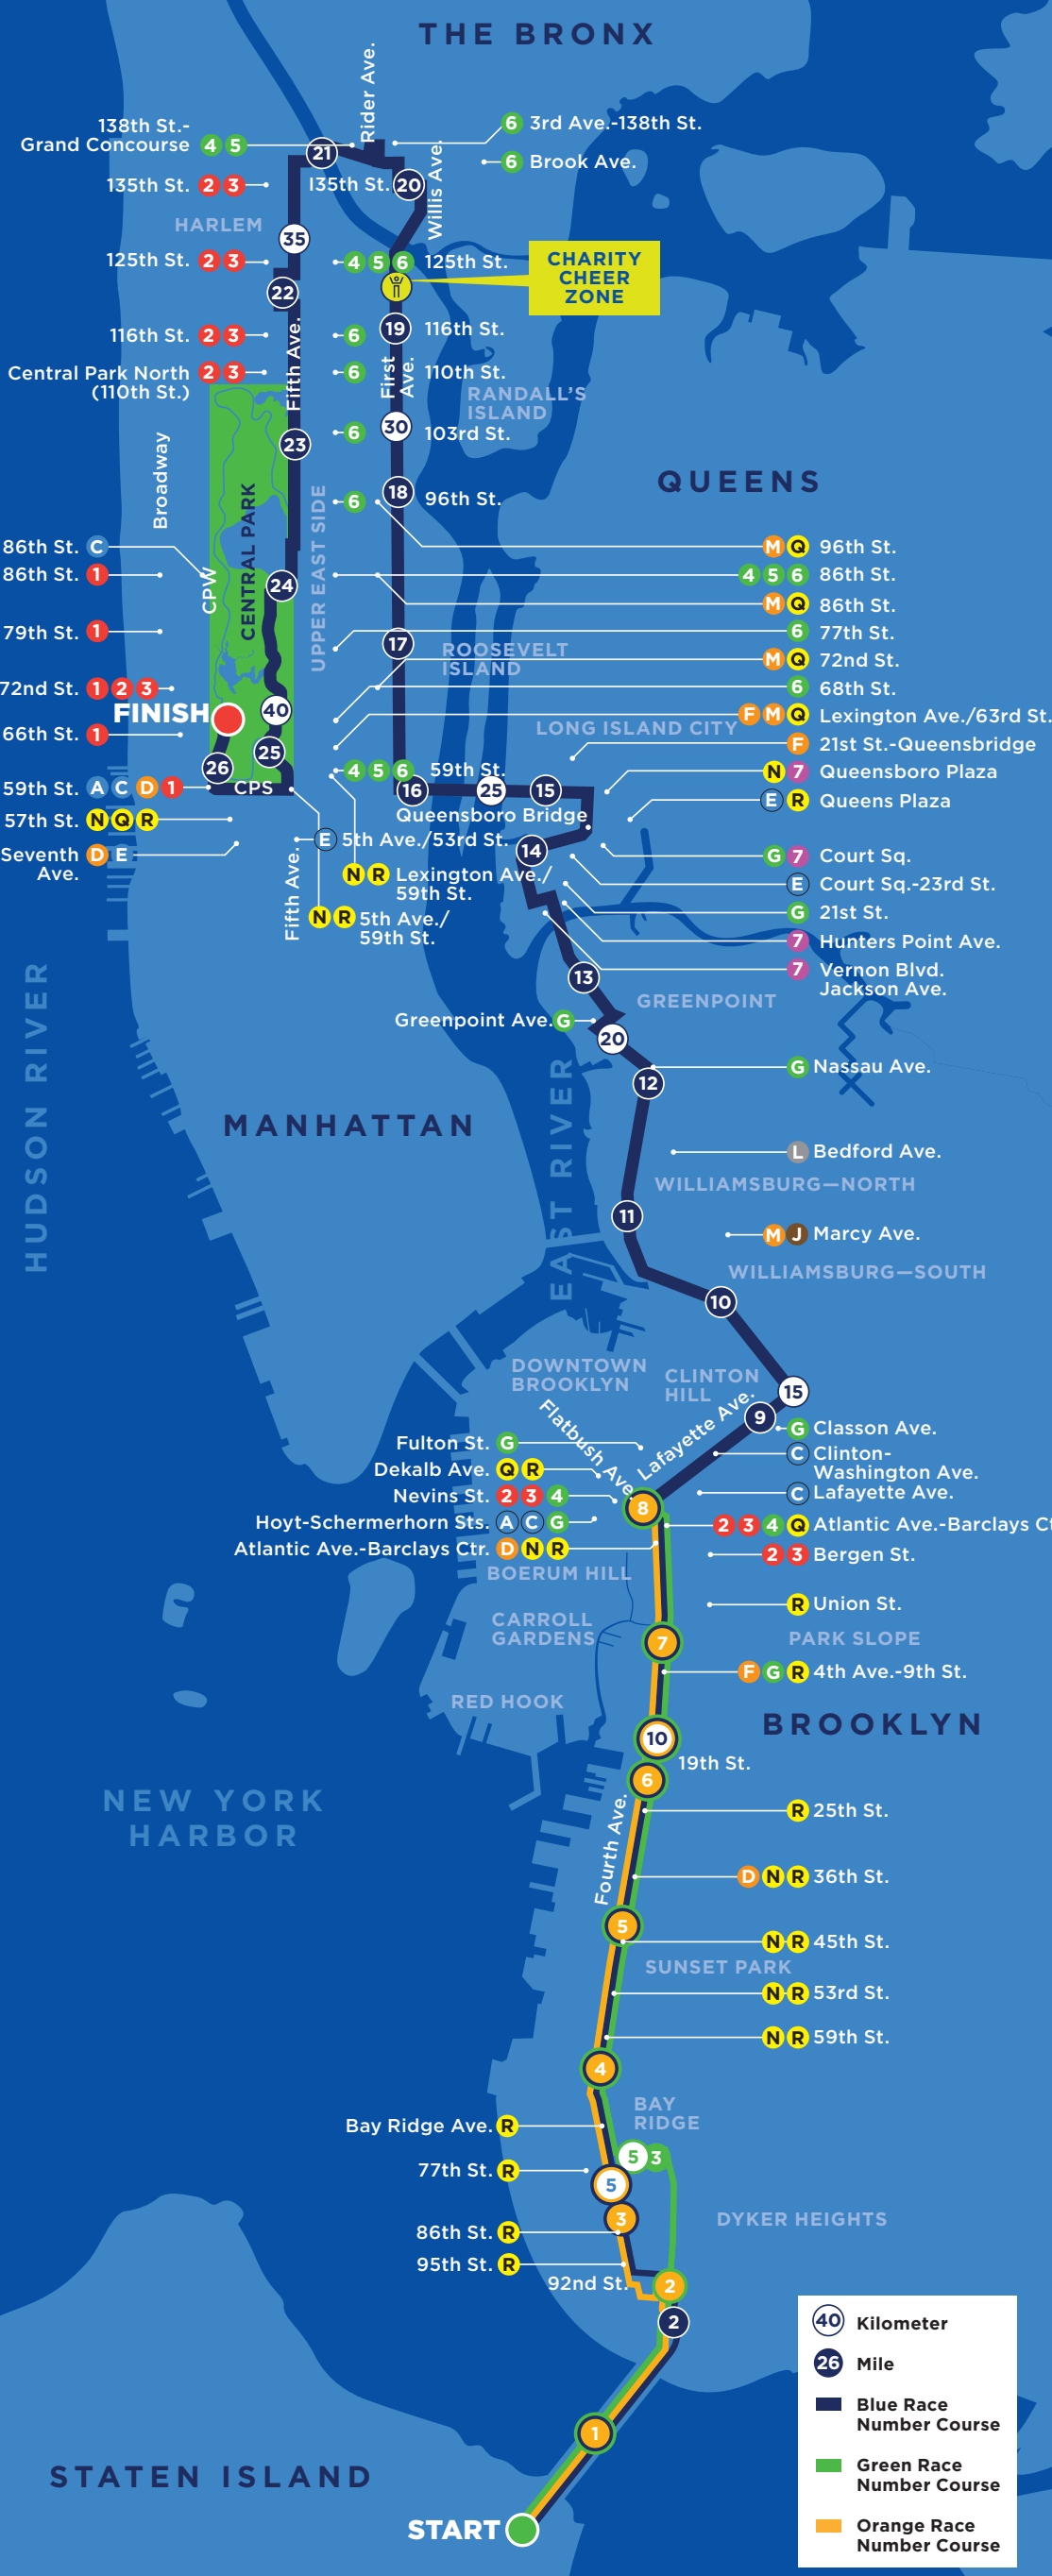 THE BRONX
Rider Ave.
138th St.-
Grand Concourse 4 5
6 3rd Ave.-138th St.
21
6 Brook Ave.
135th St. 2 3
I35th St. 20
Willis Ave.
HARLEM
35
125th St. 2 3
4 5 6 125th St.
CHARITY
CHEER
ZONE
22
116th St. 2 3
6
19 116th St.
Fifth Ave.
First
Ave.
Central Park North 2 3
(110th St.)
6
110th St.
RANDALL'S
ISLAND
6
30
103rd St.
23
Broadway
QUEENS
6
18
96th St.
CENTRAL PARK
UPPER EAST SIDE
86th St. C
M Q 96th St.
86th St. 1
4 5 6 86th St.
CPW
24
M Q 86th St.
79th St. 1
6 77th St.
17
ROOSEVELT
ISLAND
M Q 72nd St.
72nd St. 1 2 3
6 68th St.
FINISH
40
F M Q Lexington Ave./63rd St.
66th St. 1
LONG ISLAND CITY
F 21st St.-Queensbridge
25
26
4 5 6 59th St.
N 7 Queensboro Plaza
59th St. A C D 1
CPS
16 25 15
E R Queens Plaza
Queensboro Bridge
57th St. N Q R
E 5th Ave./53rd St.
14
Seventh D E
Ave.
G 7 Court Sq.
N R Lexington Ave./
59th St.
E Court Sq.-23rd St.
Fifth Ave.
N R 5th Ave./
59th St.
G 21st St.
7 Hunters Point Ave.
7 Vernon Blvd.
Jackson Ave.
13
GREENPOINT
HUDSON RIVER
Greenpoint Ave. G
20
EAST RIVER
12
G Nassau Ave.
MANHATTAN
L Bedford Ave.
WILLIAMSBURG—NORTH
11
M J Marcy Ave.
WILLIAMSBURG—SOUTH
10
DOWNTOWN
BROOKLYN
CLINTON
HILL
15
9
Flatbush Ave.
Lafayette Ave.
G Classon Ave.
Fulton St. G
C Clinton-
Washington Ave.
Dekalb Ave. Q R
C Lafayette Ave.
Nevins St. 2 3 4
8
Hoyt-Schermerhorn Sts. A C G
2 3 4 Q Atlantic Ave.-Barclays Ct
Atlantic Ave.-Barclays Ctr. D N R
2 3 Bergen St.
BOERUM HILL
R Union St.
CARROLL
GARDENS
7
PARK SLOPE
F G R 4th Ave.-9th St.
RED HOOK
BROOKLYN
10
19th St.
6
NEW YORK
HARBOR
R 25th St.
Fourth Ave.
D N R 36th St.
5
N R 45th St.
SUNSET PARK
N R 53rd St.
N R 59th St.
4
BAY
RIDGE
Bay Ridge Ave. R
5 3
77th St. R
5
3
DYKER HEIGHTS
86th St. R
95th St. R
92nd St.
2
2
40 Kilometer
26 Mile
Blue Race
Number Course
1
Green Race
Number Course
STATEN ISLAND
Orange Race
Number Course
START